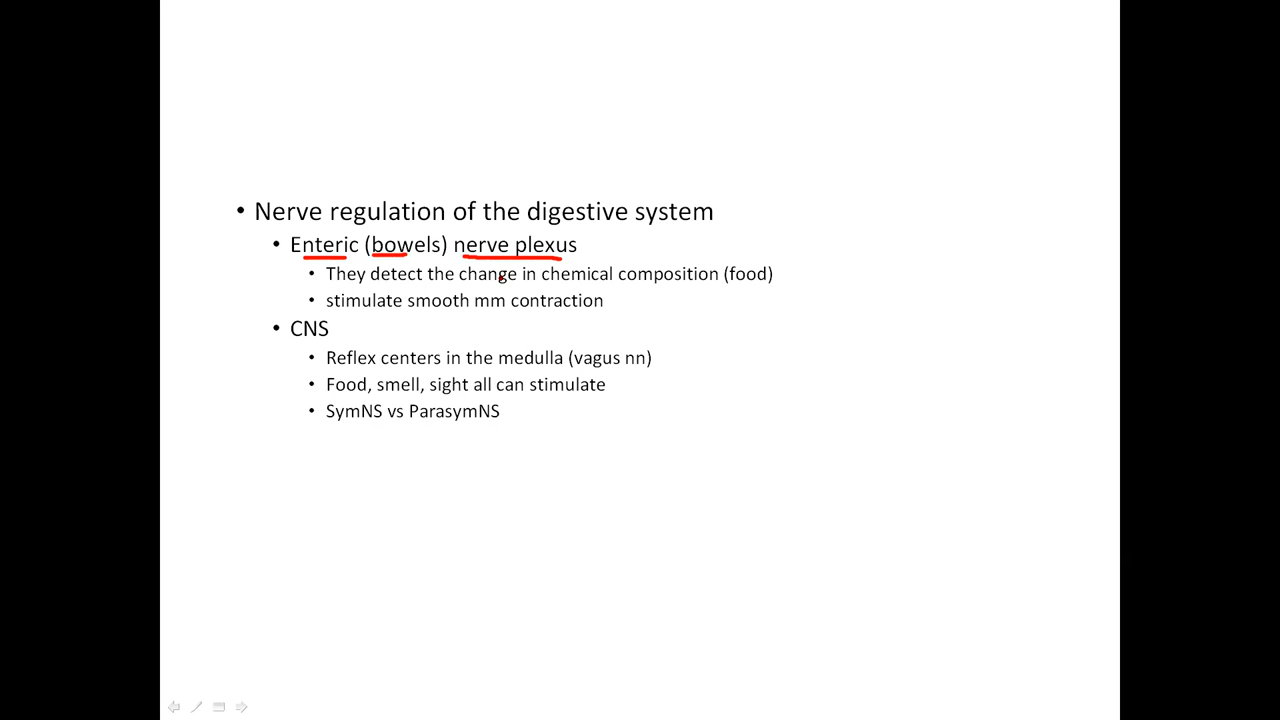 • Nerve regulation of the digestive system
• Enteric (bowels) nerve plexus
• They detect the change in chemical composition (food)
• stimulate smooth mm contraction
• CNS
• Reflex centers in the medulla (vagus nn)
• Food, smell, sight all can stimulate
• SymNS vs ParasymNS